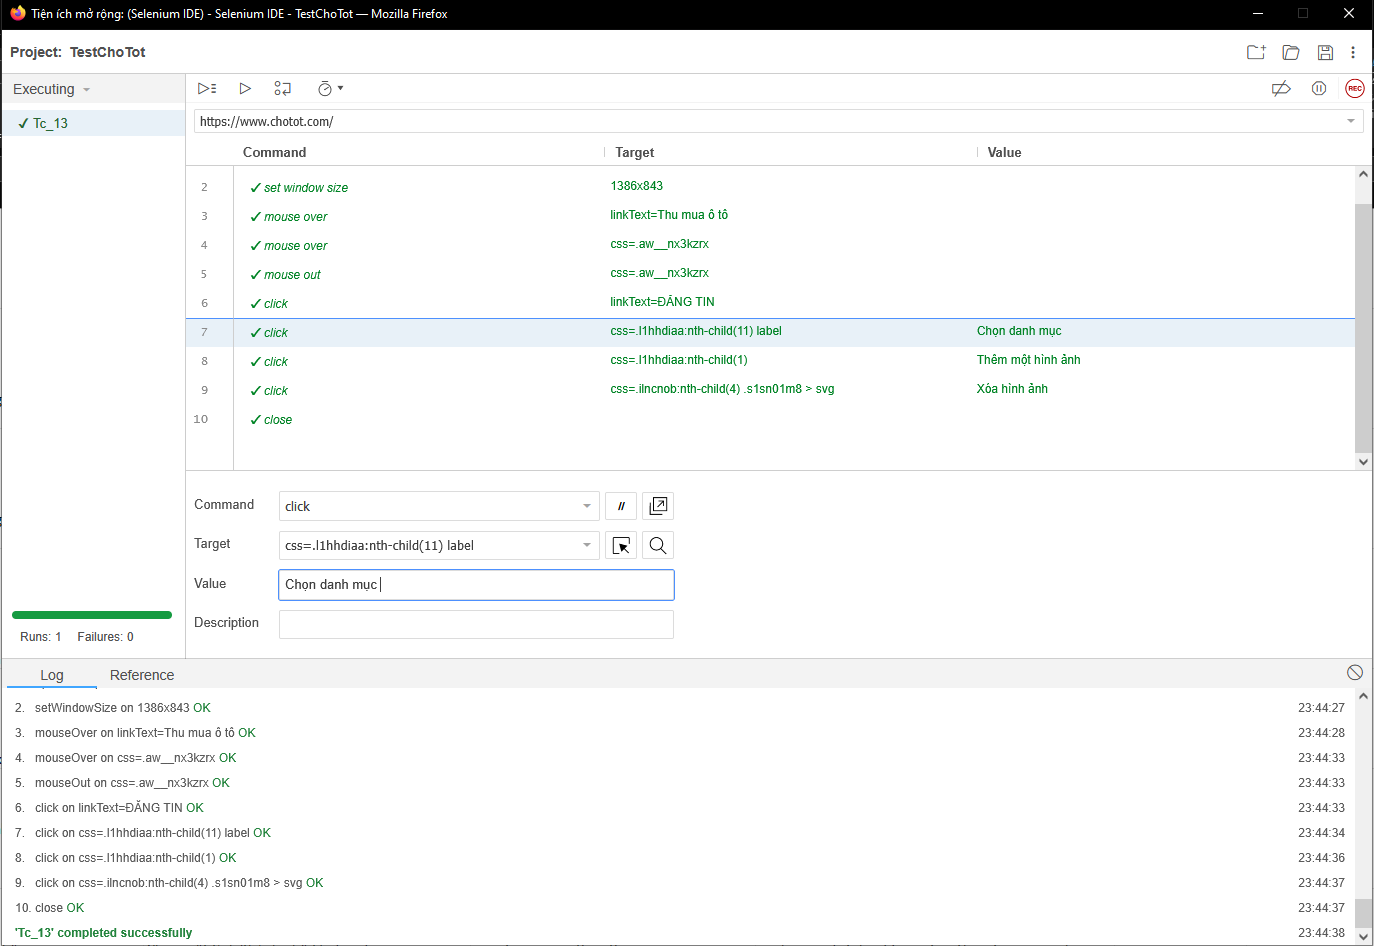 Tiện ích mở rộng: (Selenium IDE) - Selenium IDE - TestChoTot — Mozilla Firefox
Project: TestChoTot
Executing
REC
✓ Tc_13
https://www.chotot.com/
Command Target Value
2 ✓ set window size 1386x843
3 ✓ mouse over linkText=Thu mua ô tô
4 ✓ mouse over css=.aw__nx3kzrx
5 ✓ mouse out css=.aw__nx3kzrx
6 ✓ click linkText=ĐĂNG TIN
7 ✓ click css=.l1hhdiaa:nth-child(11) label Chọn danh mục
8 ✓ click css=.l1hhdiaa:nth-child(1) Thêm một hình ảnh
9 ✓ click css=.ilncnob:nth-child(4) .s1sn01m8 > svg Xóa hình ảnh
10 ✓ close
Command click //
Target css=.l1hhdiaa:nth-child(11) label
Value Chọn danh mục
Description
Runs: 1 Failures: 0
Log Reference
2. setWindowSize on 1386x843 OK 23:44:27
3. mouseOver on linkText=Thu mua ô tô OK 23:44:28
4. mouseOver on css=.aw__nx3kzrx OK 23:44:33
5. mouseOut on css=.aw__nx3kzrx OK 23:44:33
6. click on linkText=ĐĂNG TIN OK 23:44:33
7. click on css=.l1hhdiaa:nth-child(11) label OK 23:44:34
8. click on css=.l1hhdiaa:nth-child(1) OK 23:44:36
9. click on css=.ilncnob:nth-child(4) .s1sn01m8 > svg OK 23:44:37
10. close OK 23:44:37
'Tc_13' completed successfully 23:44:38